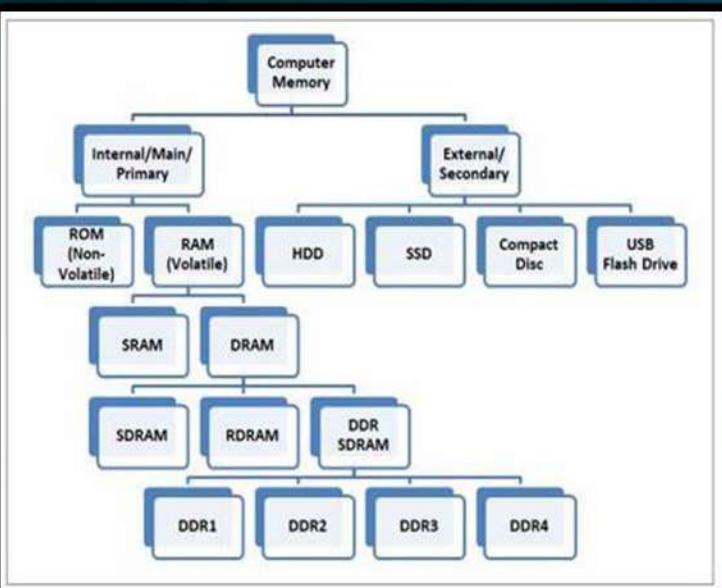 Computer
Memory
Internal/Main/
Primary
External/
Secondary
ROM
(Non-
Volatile)
RAM
(Volatile)
HDD
SSD
Compact
Disc
USB
Flash Drive
SRAM
DRAM
SDRAM
RDRAM
DDR
SDRAM
DDR1
DDR2
DDR3
DDR4